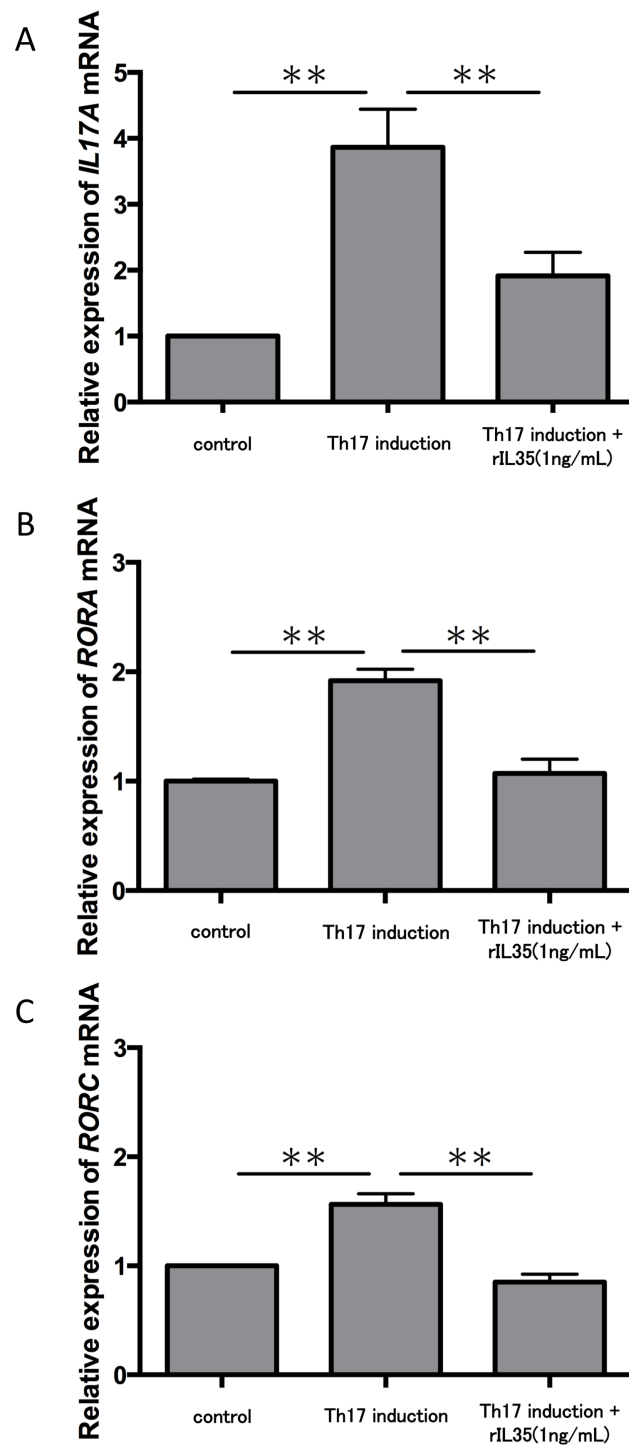 A
Relative expression of IL17A mRNA
5
4
3
2
1
0
** **
control
Th17 induction
Th17 induction +
rIL35(1ng/mL)
B
Relative expression of RORA mRNA
3
2
1
0
** **
control
Th17 induction
Th17 induction +
rIL35(1ng/mL)
C
Relative expression of RORC mRNA
3
2
1
0
** **
control
Th17 induction
Th17 induction +
rIL35(1ng/mL)